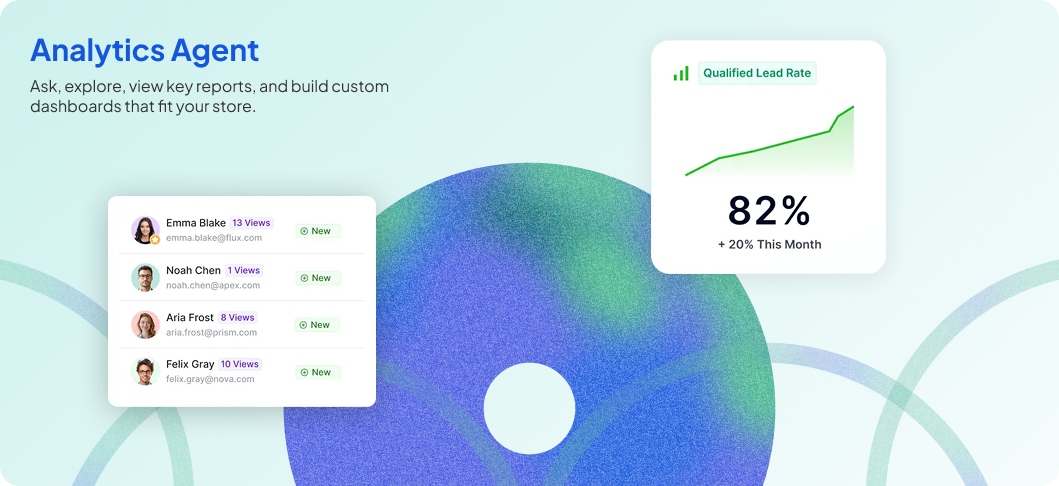 Analytics Agent
Ask, explore, view key reports, and build custom
dashboards that fit your store.
Qualified Lead Rate
82%
+ 20% This Month
Emma Blake 13 Views
emma.blake@flux.com
New
Noah Chen 1 Views
noah.chen@apex.com
New
Aria Frost 8 Views
aria.frost@prism.com
New
Felix Gray 10 Views
felix.gray@nova.com
New